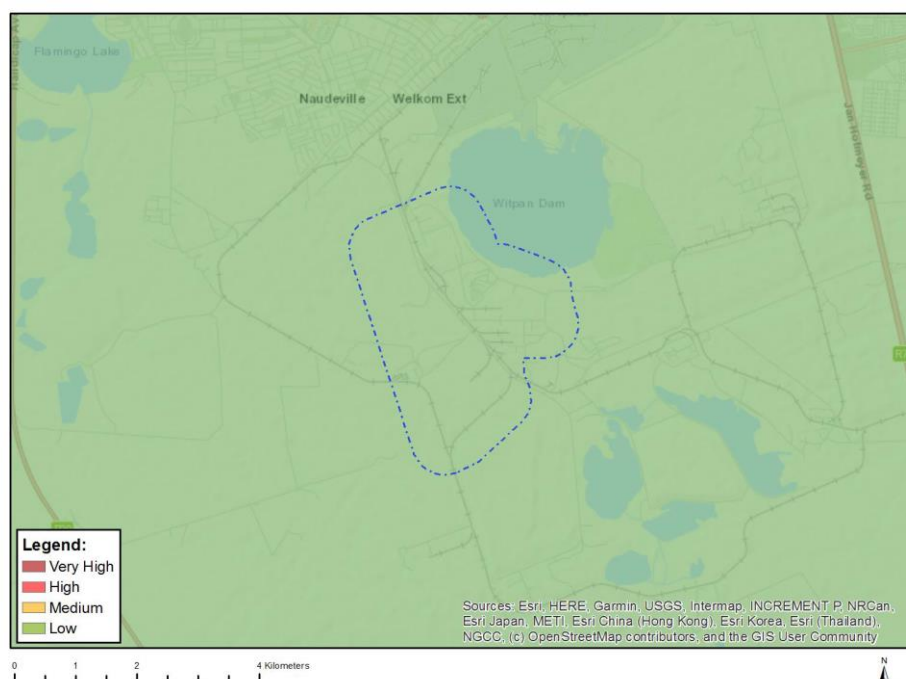 Flamingo Lake
Naudeville
Welkom Ext
Jan Hofmeyr Rd
Witpan Dam
Legend:
Very High
High
Medium
Low
Sources: Esri, HERE, Garmin, USGS, Intermap, INCREMENT P, NRCan,
Esri Japan, METI, Esri China (Hong Kong), Esri Korea, Esri (Thailand),
NGCC, (c) OpenStreetMap contributors, and the GIS User Community
0 1 2 4 Kilometers
N